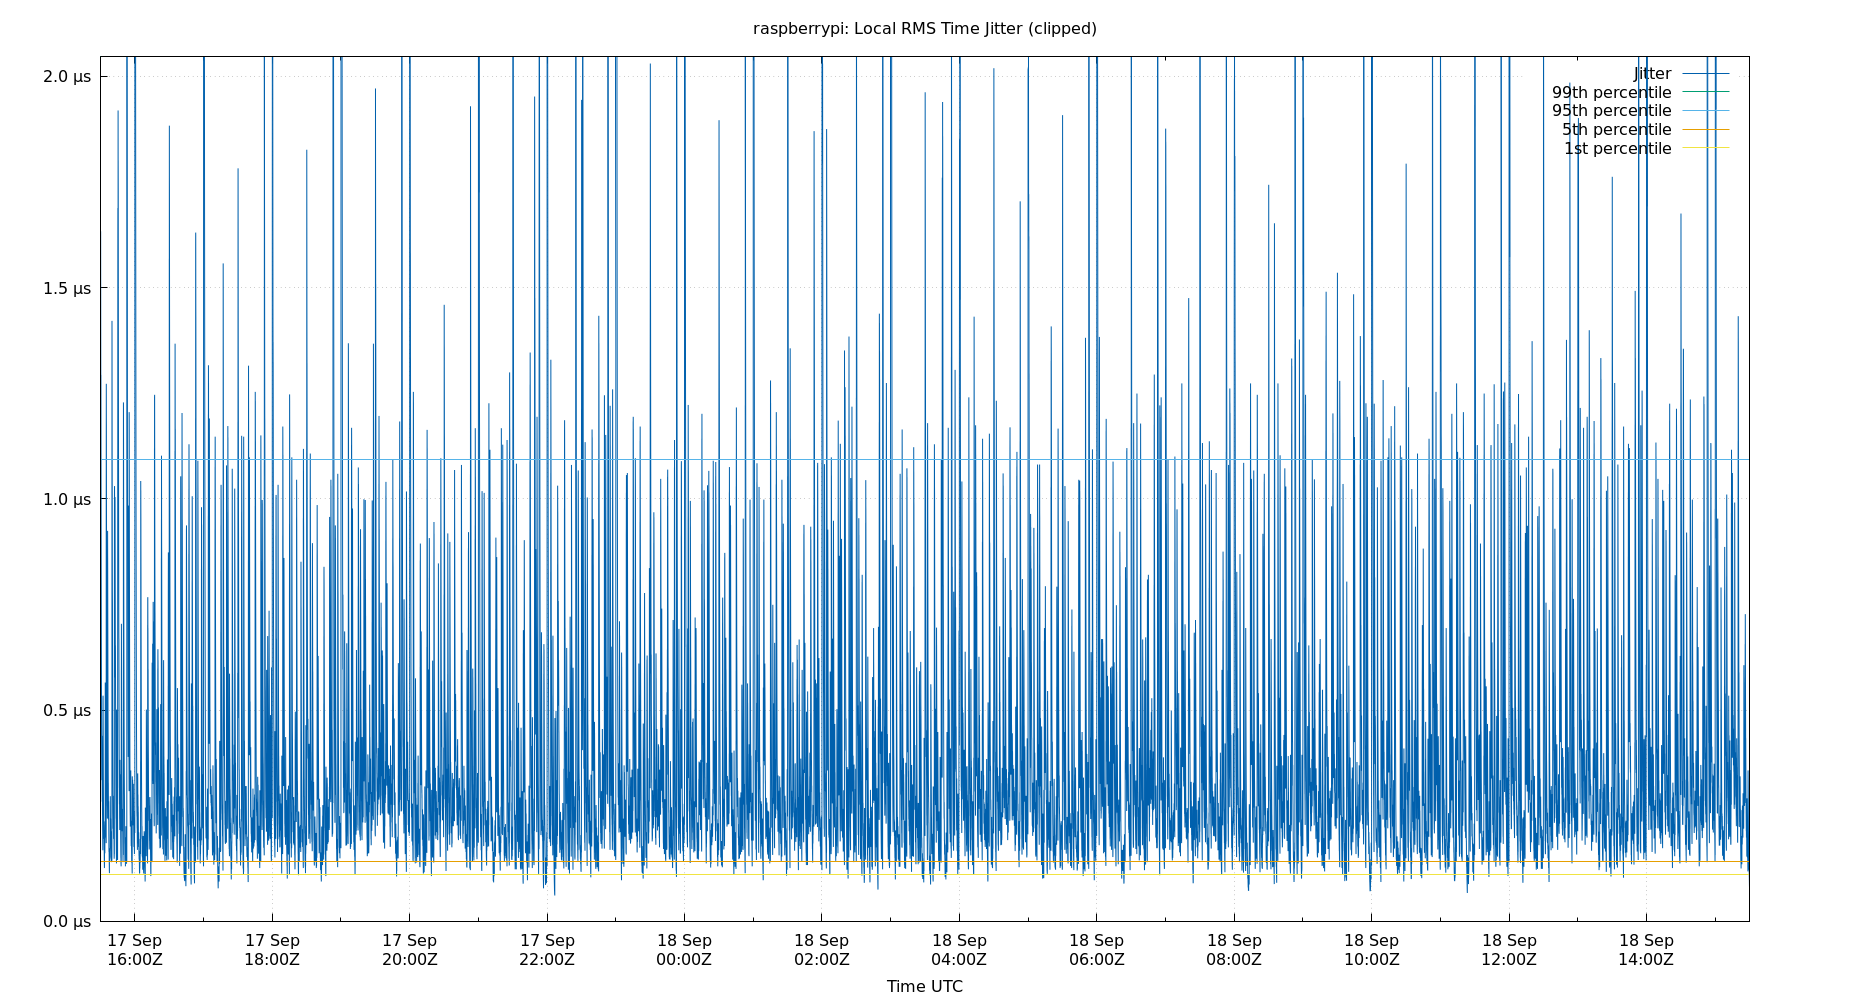 raspberrypi: Local RMS Time Jitter (clipped)
2.0 µs
1.5 µs
1.0 µs
0.5 µs
0.0 µs
Jitter
99th percentile
95th percentile
5th percentile
1st percentile
17 Sep
16:00Z
17 Sep
18:00Z
17 Sep
20:00Z
17 Sep
22:00Z
18 Sep
00:00Z
18 Sep
02:00Z
18 Sep
04:00Z
18 Sep
06:00Z
18 Sep
08:00Z
18 Sep
10:00Z
18 Sep
12:00Z
18 Sep
14:00Z
Time UTC